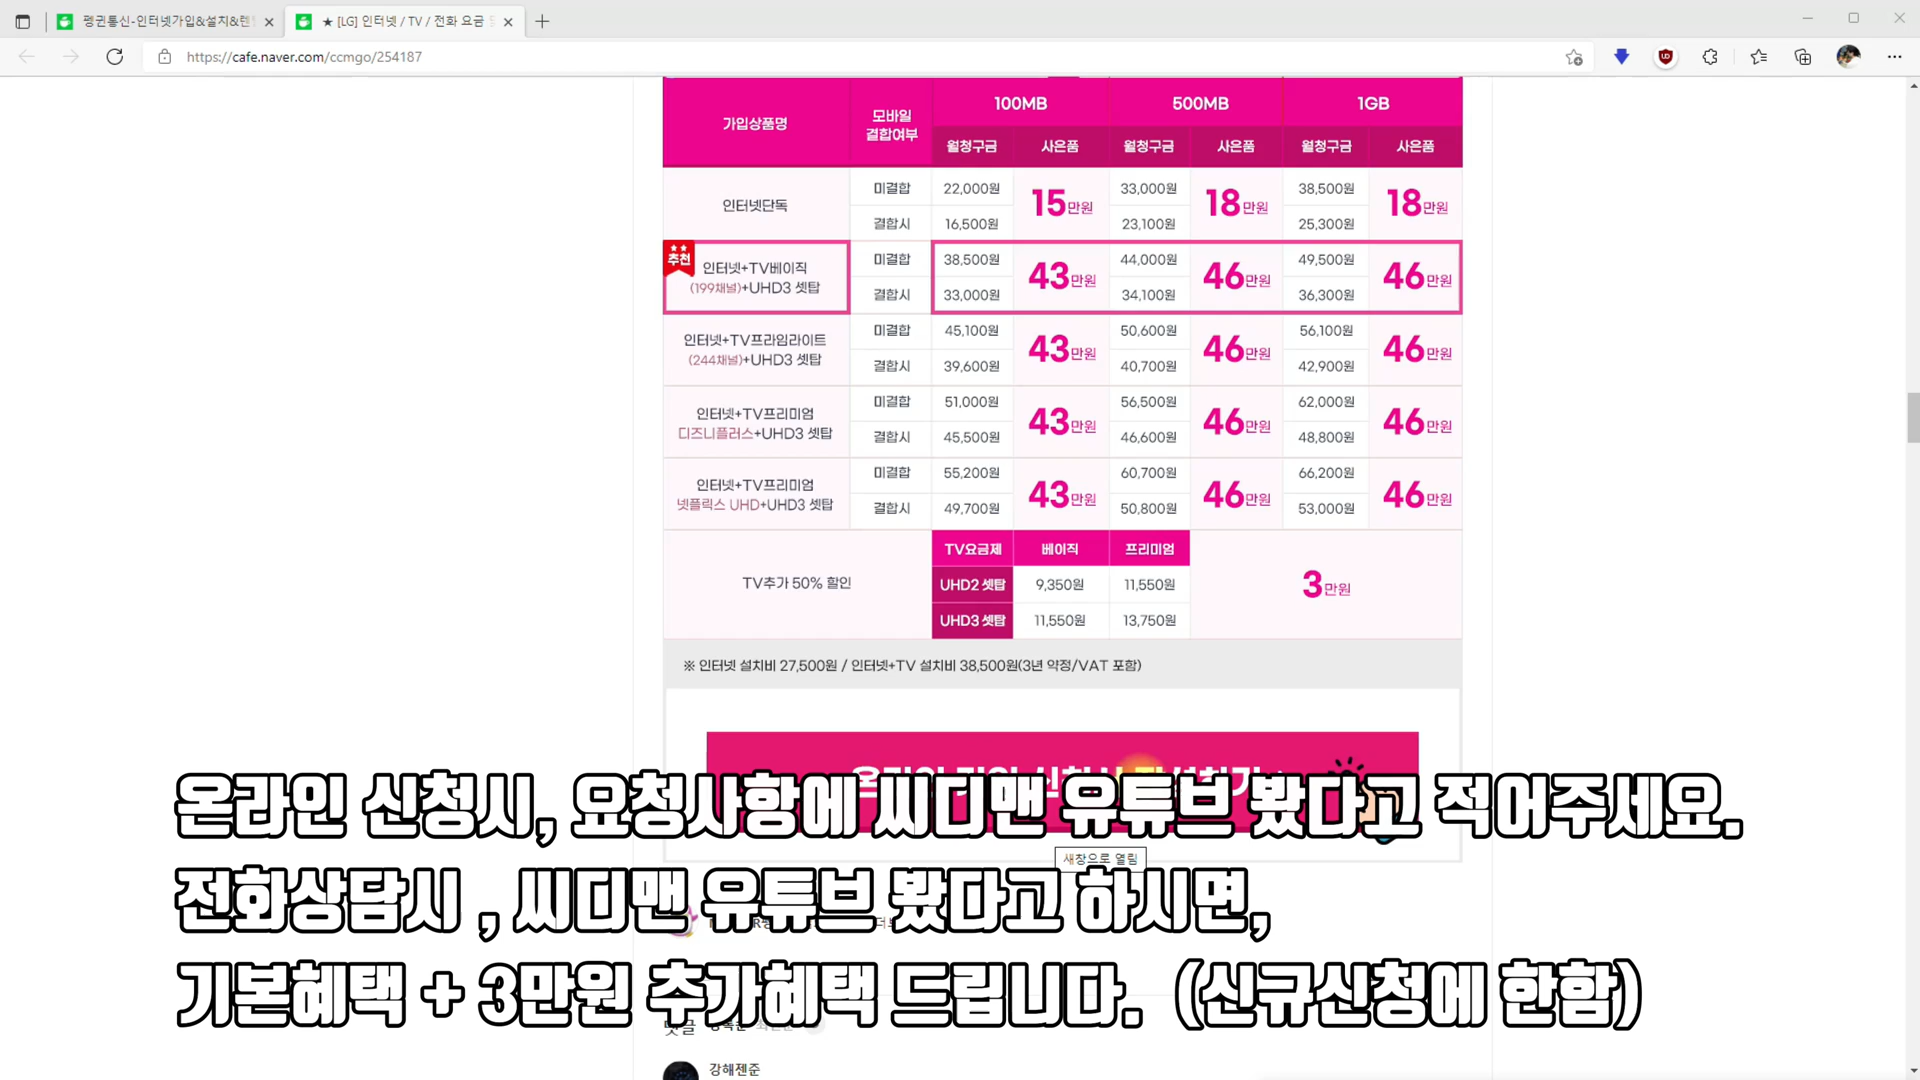 펭귄통신-인터넷가입&설치&렌
★ [LG] 인터넷 / TV / 전화 요금
https://cafe.naver.com/ccmgo/254187
가입상품명 모바일 결합여부 100MB 500MB 1GB
월청구금 사은품 월청구금 사은품 월청구금 사은품
인터넷단독 15만원 18만원 18만원
미결합 22,000원 33,000원 38,500원
결합시 16,500원 23,100원 25,300원
추천
인터넷+TV베이직
(199채널)+UHD3 셋탑
미결합 38,500원 44,000원 49,500원
43만원 46만원 46만원
결합시 33,000원 34,100원 36,300원
인터넷+TV프라임라이트
(244채널)+UHD3 셋탑
미결합 45,100원 50,600원 56,100원
43만원 46만원 46만원
결합시 39,600원 40,700원 42,900원
인터넷+TV프리미엄
디즈니플러스+UHD3 셋탑
미결합 51,000원 56,500원 62,000원
43만원 46만원 46만원
결합시 45,500원 46,600원 48,800원
인터넷+TV프리미엄
넷플릭스 UHD+UHD3 셋탑
미결합 55,200원 60,700원 66,200원
43만원 46만원 46만원
결합시 49,700원 50,800원 53,000원
TV추가 50% 할인
TV요금제 베이직 프리미엄
UHD2 셋탑 9,350원 11,550원
UHD3 셋탑 11,550원 13,750원
3만원
※ 인터넷 설치비 27,500원 / 인터넷+TV 설치비 38,500원(3년 약정/VAT 포함)
온라인 신청시, 요청사항에 씨디맨 유튜브 봤다고 적어주세요.
새창으로 열림
전화상담시 , 씨디맨 유튜브 봤다고 하시면,
기본혜택 + 3만원 추가혜택 드립니다. (신규신청에 한함)
댓글
강해젠준